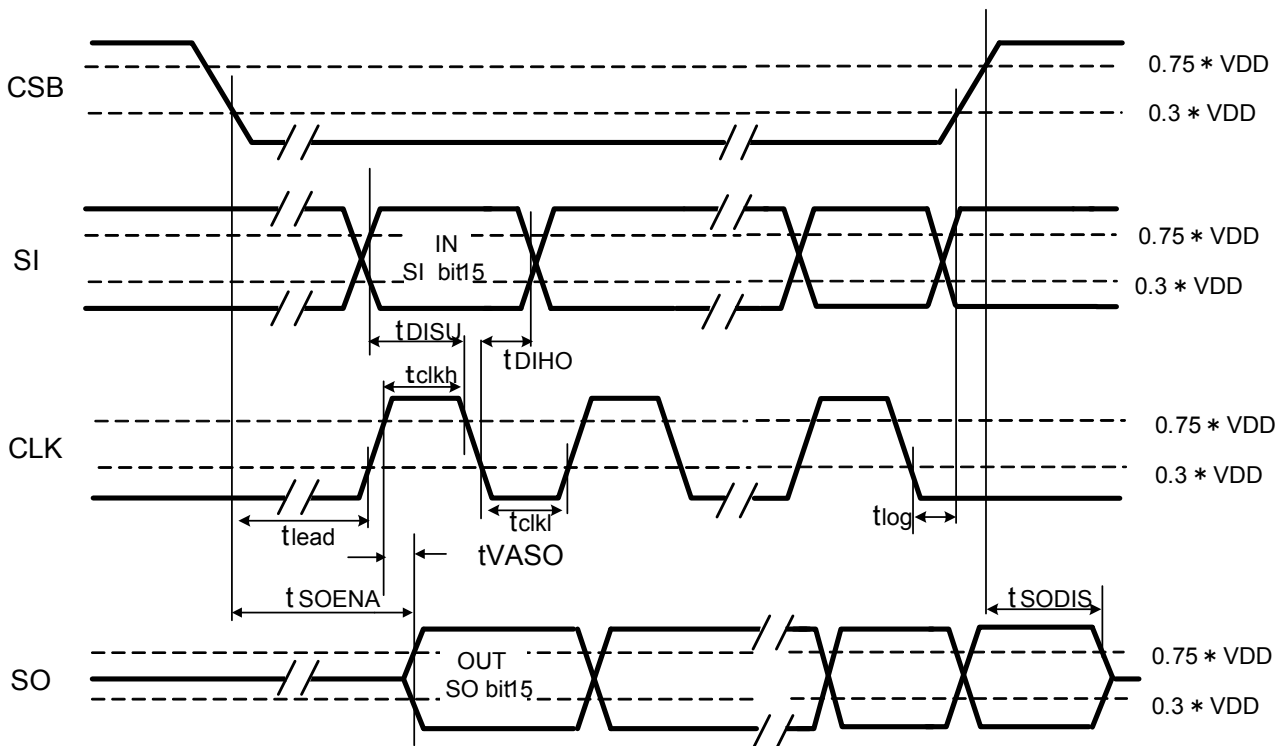 CSB
0.75 * VDD
0.3 * VDD
SI
IN
SI bit15
0.75 * VDD
0.3 * VDD
tDISU
tDIHO
tclkh
CLK
0.75 * VDD
0.3 * VDD
tlead
tclkl
tlog
tVASO
tSOENA
tSODIS
SO
OUT
SO bit15
0.75 * VDD
0.3 * VDD